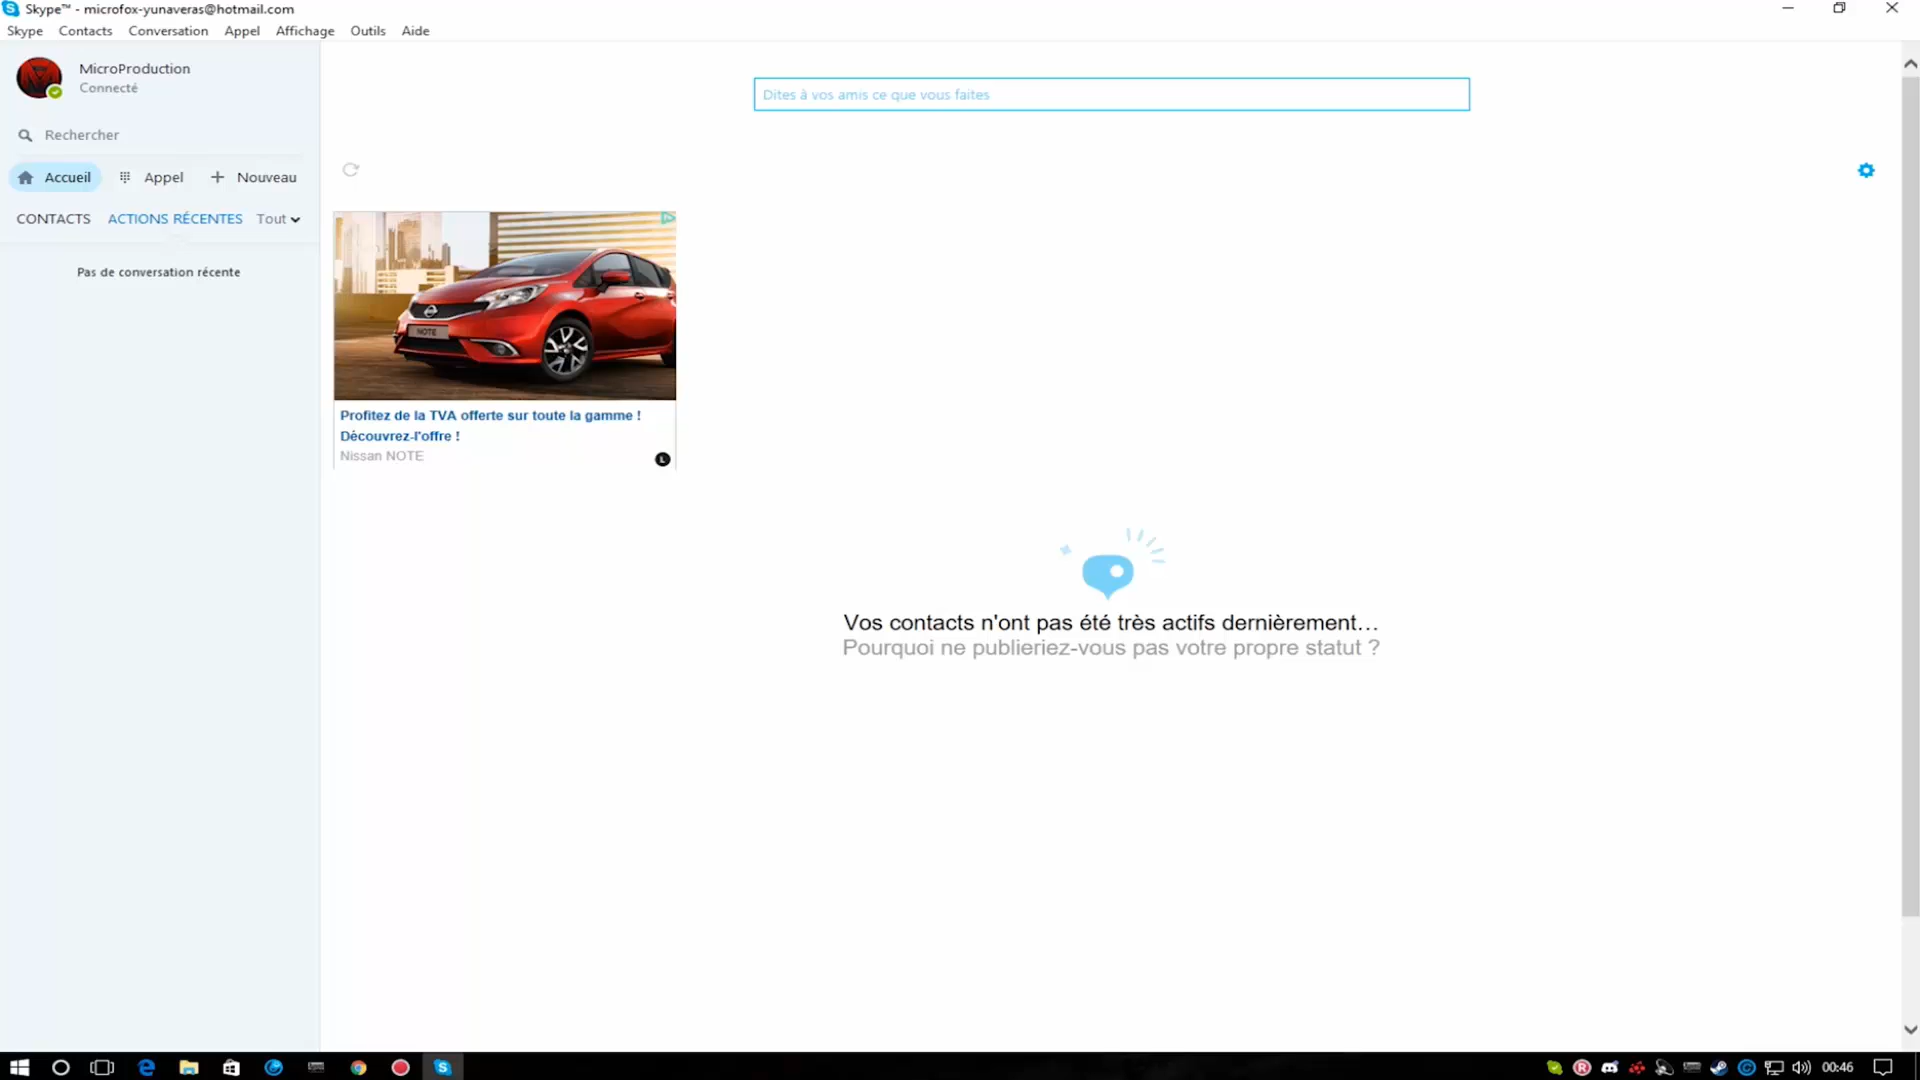 Skype™ - microfox-yunaveras@hotmail.com
Skype Contacts Conversation Appel Affichage Outils Aide
MicroProduction
Connecté
Rechercher
Accueil Appel Nouveau
CONTACTS ACTIONS RÉCENTES Tout
Pas de conversation récente
Dites à vos amis ce que vous faites
NOTE
Profitez de la TVA offerte sur toute la gamme !
Découvrez-l'offre !
Nissan NOTE
L
Vos contacts n'ont pas été très actifs dernièrement…
Pourquoi ne publieriez-vous pas votre propre statut ?
00:46